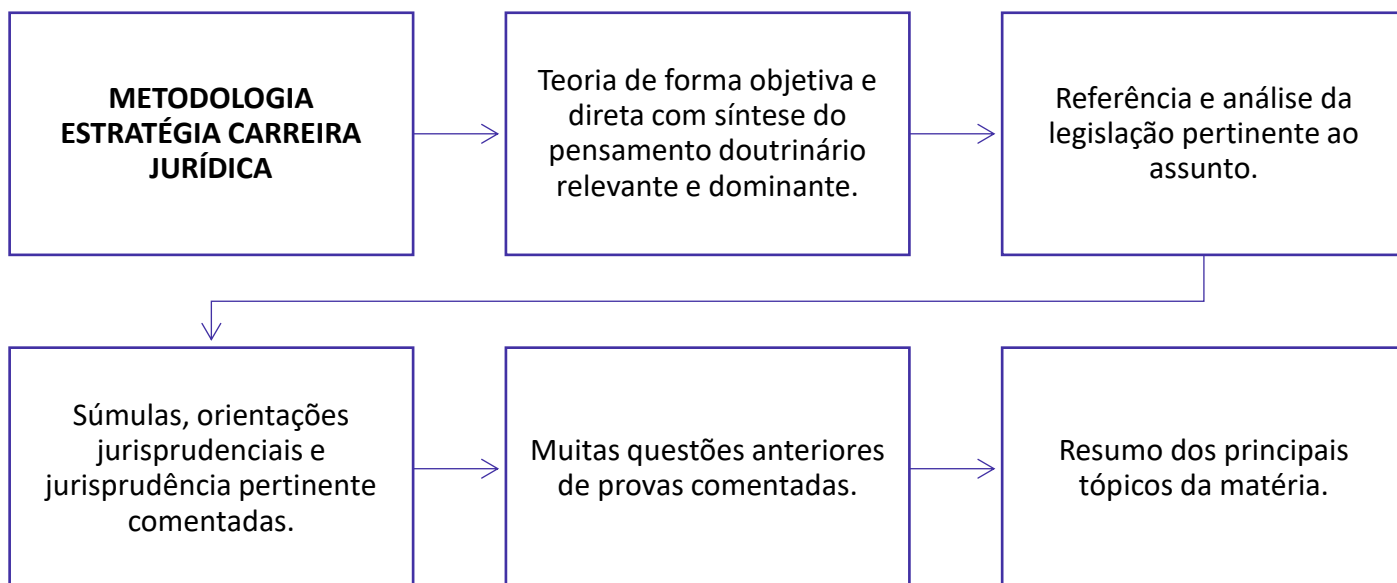 METODOLOGIA
ESTRATÉGIA CARREIRA
JURÍDICA
Teoria de forma objetiva e
direta com síntese do
pensamento doutrinário
relevante e dominante.
Referência e análise da
legislação pertinente ao
assunto.
Súmulas, orientações
jurisprudenciais e
jurisprudência pertinente
comentadas.
Muitas questões anteriores
de provas comentadas.
Resumo dos principais
tópicos da matéria.